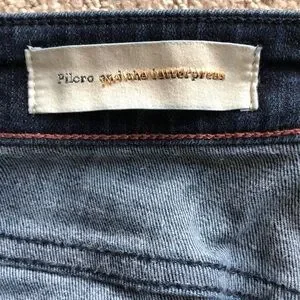 Pilcro and the letterpress